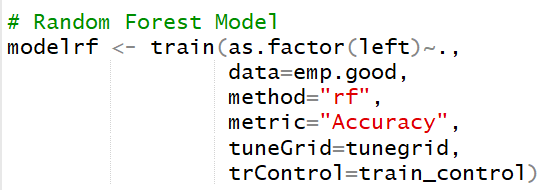 # Random Forest Model
modelrf <- train(as.factor(left)~.,
data=emp.good,
method="rf",
metric="Accuracy",
tuneGrid=tunegrid,
trControl=train_control)